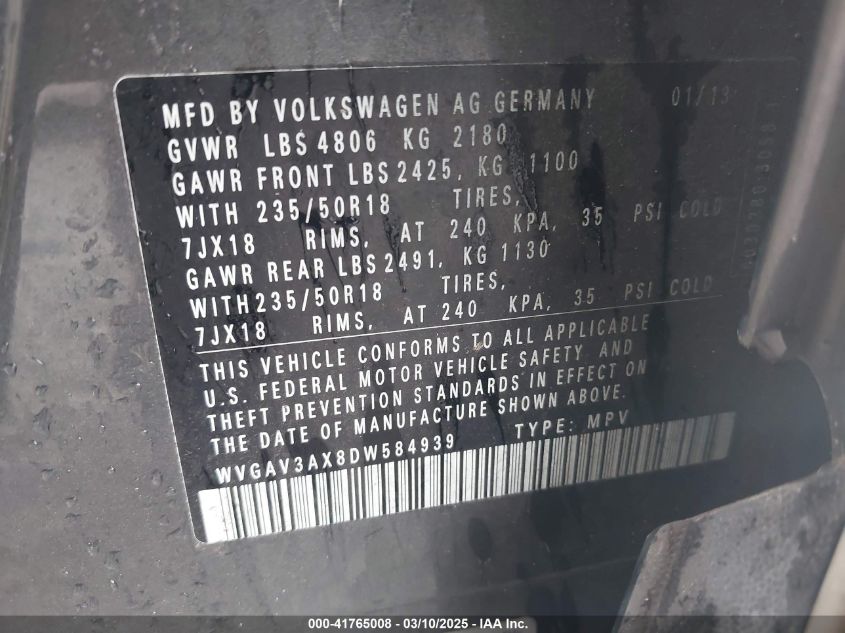 MFD BY VOLKSWAGEN AG GERMANY 01/13
GVWR LBS 4806 KG 2180
GAWR FRONT LBS 2425, KG 1100
WITH 235/50R18 TIRES,
7JX18 RIMS, AT 240 KPA, 35 PSI COLD
GAWR REAR LBS 2491, KG 1130
WITH 235/50R18 TIRES,
7JX18 RIMS, AT 240 KPA, 35 PSI COLD
THIS VEHICLE CONFORMS TO ALL APPLICABLE
U.S. FEDERAL MOTOR VEHICLE SAFETY AND
THEFT PREVENTION STANDARDS IN EFFECT ON
THE DATE OF MANUFACTURE SHOWN ABOVE.
WVGAV3AX8DW584939 TYPE: MPV
000-41765008 - 03/10/2025 - IAA Inc.